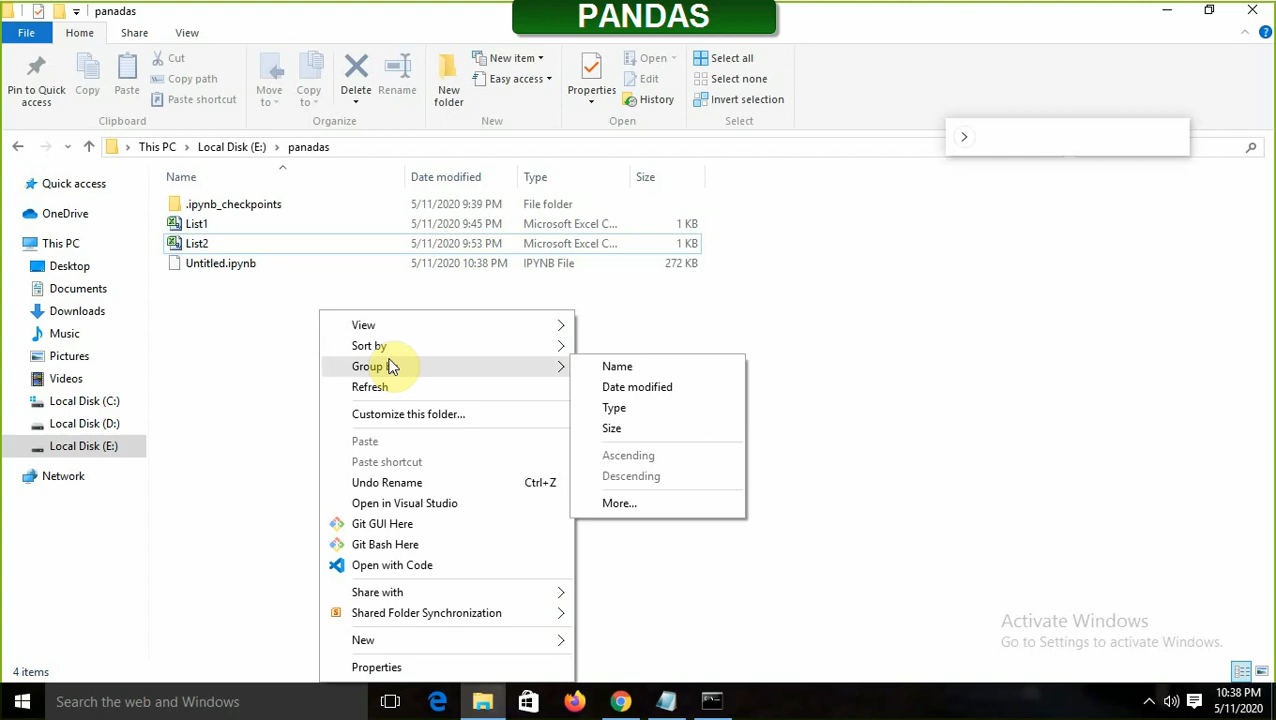 panadas
PANDAS
File Home Share View
Pin to Quick access
Copy
Paste
Cut
Copy path
Paste shortcut
Clipboard
Move to
Copy to
Delete
Rename
Organize
New folder
New item
Easy access
New
Properties
Open
Edit
History
Open
Select all
Select none
Invert selection
Select
This PC Local Disk (E:) panadas
Name Date modified Type Size
.ipynb_checkpoints 5/11/2020 9:39 PM File folder
List1 5/11/2020 9:45 PM Microsoft Excel C... 1 KB
List2 5/11/2020 9:53 PM Microsoft Excel C... 1 KB
Untitled.ipynb 5/11/2020 10:38 PM IPYNB File 272 KB
Quick access
OneDrive
This PC
Desktop
Documents
Downloads
Music
Pictures
Videos
Local Disk (C:)
Local Disk (D:)
Local Disk (E:)
Network
View
Sort by
Group
Refresh
Customize this folder...
Paste
Paste shortcut
Undo Rename Ctrl+Z
Open in Visual Studio
Git GUI Here
Git Bash Here
Open with Code
Share with
Shared Folder Synchronization
New
Properties
Name
Date modified
Type
Size
Ascending
Descending
More...
Activate Windows
Go to Settings to activate Windows.
4 items
Search the web and Windows
10:38 PM
5/11/2020